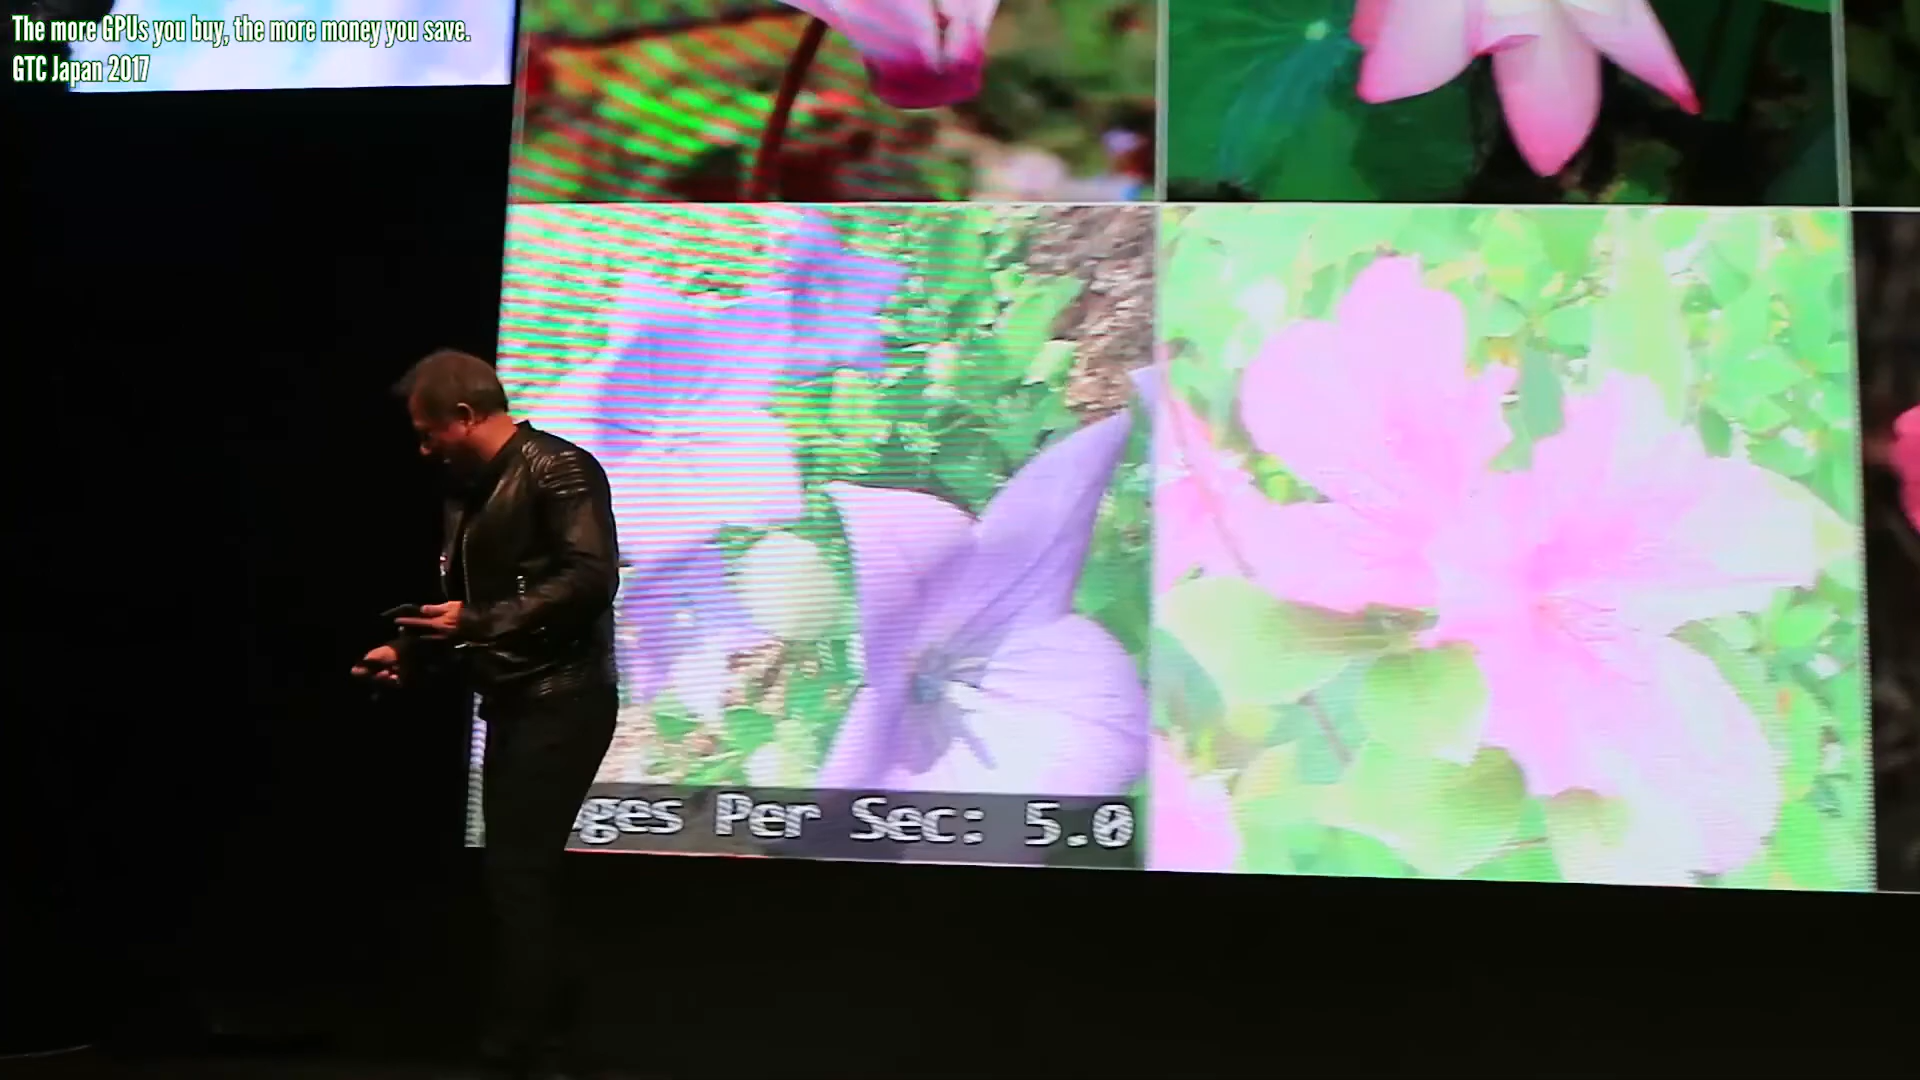 The more GPUs you buy, the more money you save.
GTC Japan 2017
ges Per Sec: 5.0